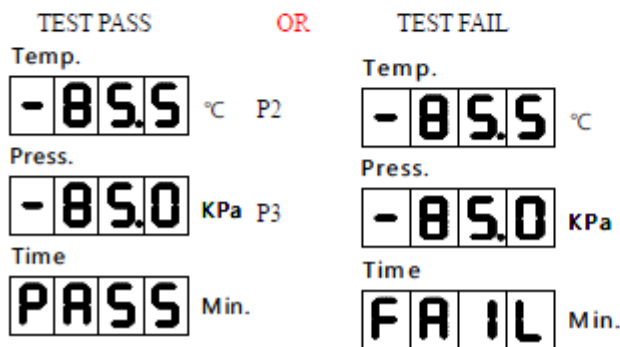 TEST PASS OR TEST FAIL
Temp.
-85.5 ℃ P2
Press.
-85.0 KPa P3
Time
PASS Min.
Temp.
-85.5 ℃
Press.
-85.0 KPa
Time
FAIL Min.